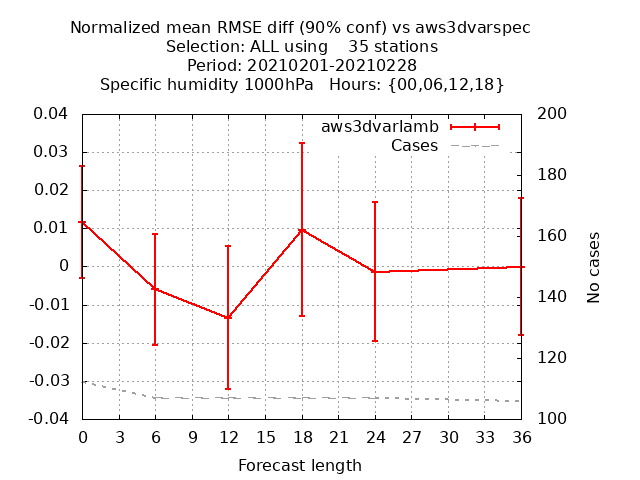 Normalized mean RMSE diff (90% conf) vs aws3dvarspec
Selection: ALL using    35 stations
Period: 20210201-20210228
Specific humidity 1000hPa   Hours: {00,06,12,18}
aws3dvarlamb
Cases
0.04
0.03
0.02
0.01
0
-0.01
-0.02
-0.03
-0.04
200
180
160
140
120
100
No cases
0 3 6 9 12 15 18 21 24 27 30 33 36
Forecast length